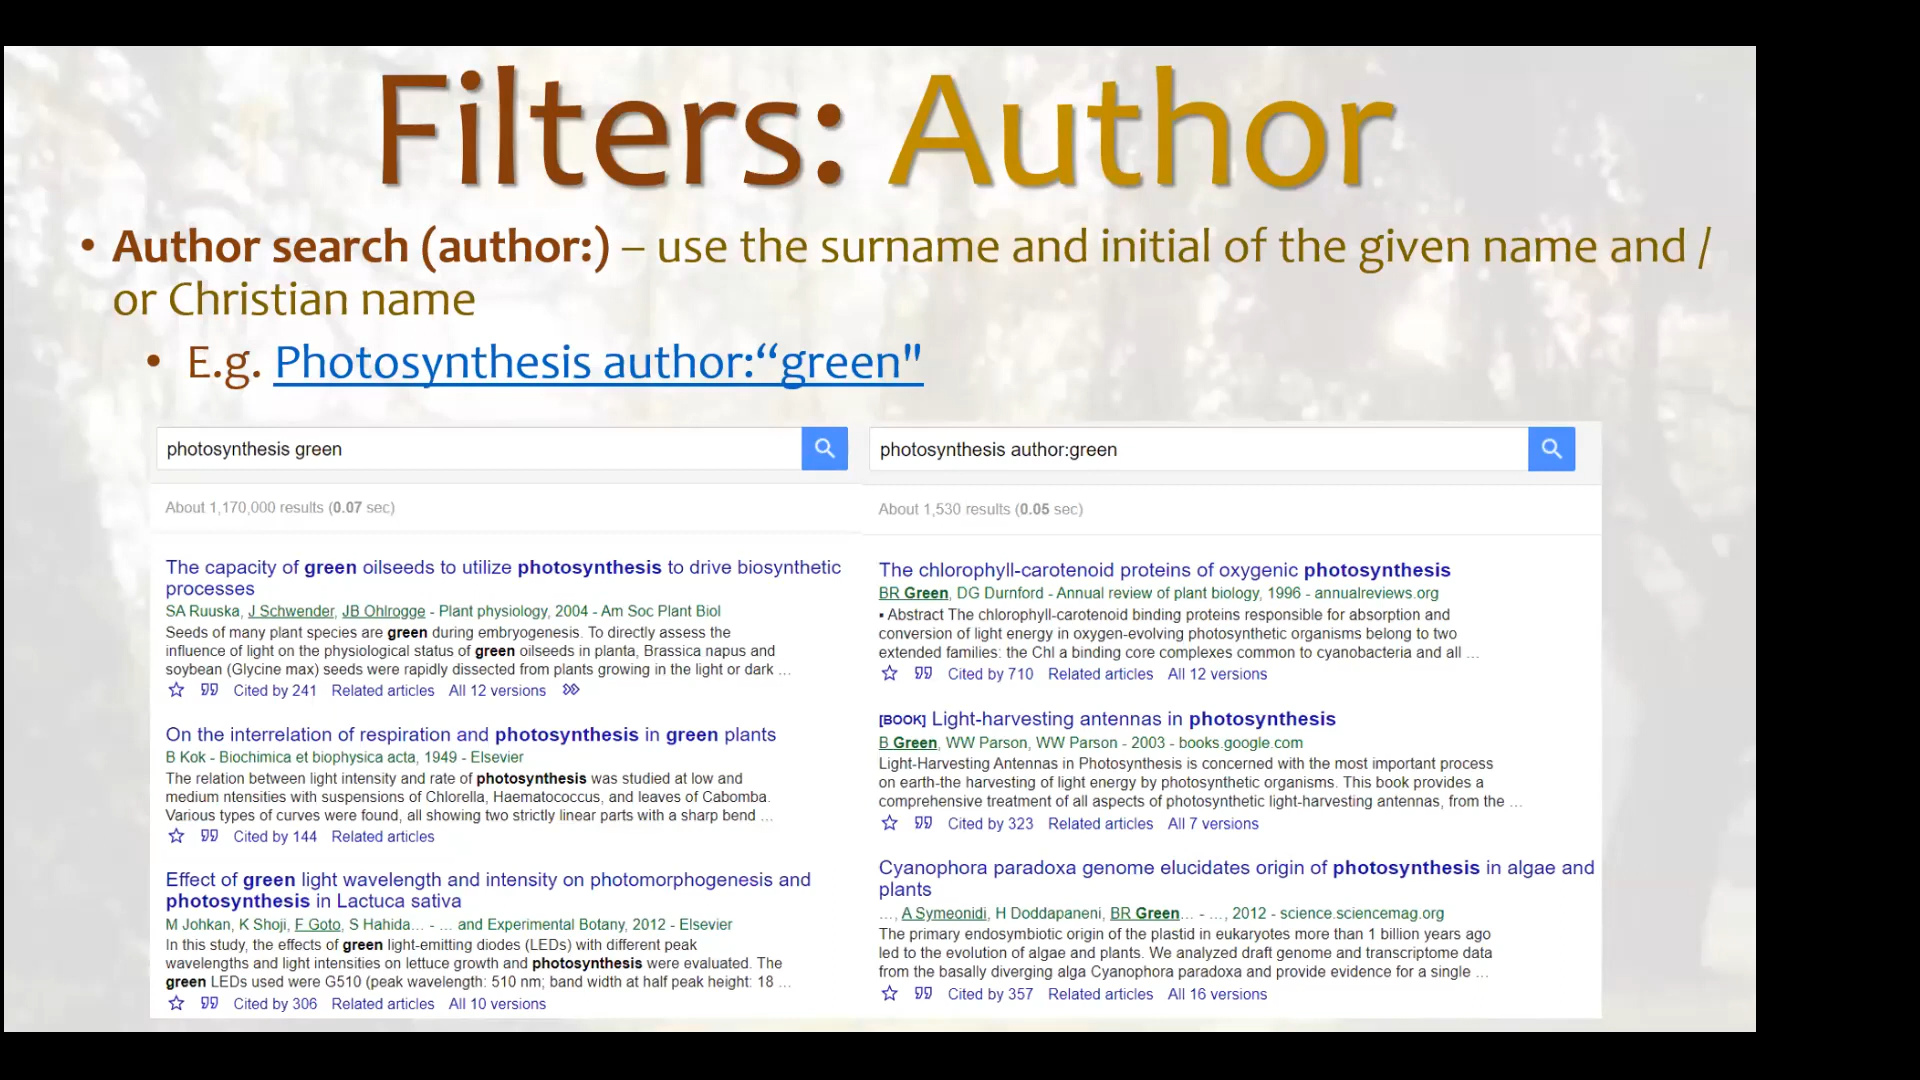 Filters: Author
• Author search (author:) – use the surname and initial of the given name and /
or Christian name
• E.g. Photosynthesis author:“green"
photosynthesis green
About 1,170,000 results (0.07 sec)
The capacity of green oilseeds to utilize photosynthesis to drive biosynthetic
processes
SA Ruuska, J Schwender, JB Ohlrogge - Plant physiology, 2004 - Am Soc Plant Biol
Seeds of many plant species are green during embryogenesis. To directly assess the
influence of light on the physiological status of green oilseeds in planta, Brassica napus and
soybean (Glycine max) seeds were rapidly dissected from plants growing in the light or dark ...
Cited by 241 Related articles All 12 versions
On the interrelation of respiration and photosynthesis in green plants
B Kok - Biochimica et biophysica acta, 1949 - Elsevier
The relation between light intensity and rate of photosynthesis was studied at low and
medium ntensities with suspensions of Chlorella, Haematococcus, and leaves of Cabomba.
Various types of curves were found, all showing two strictly linear parts with a sharp bend ...
Cited by 144 Related articles
Effect of green light wavelength and intensity on photomorphogenesis and
photosynthesis in Lactuca sativa
M Johkan, K Shoji, F Goto, S Hahida... - ... and Experimental Botany, 2012 - Elsevier
In this study, the effects of green light-emitting diodes (LEDs) with different peak
wavelengths and light intensities on lettuce growth and photosynthesis were evaluated. The
green LEDs used were G510 (peak wavelength: 510 nm; band width at half peak height: 18 ...
Cited by 306 Related articles All 10 versions
photosynthesis author:green
About 1,530 results (0.05 sec)
The chlorophyll-carotenoid proteins of oxygenic photosynthesis
BR Green, DG Durnford - Annual review of plant biology, 1996 - annualreviews.org
▪ Abstract The chlorophyll-carotenoid binding proteins responsible for absorption and
conversion of light energy in oxygen-evolving photosynthetic organisms belong to two
extended families: the Chl a binding core complexes common to cyanobacteria and all ...
Cited by 710 Related articles All 12 versions
[BOOK] Light-harvesting antennas in photosynthesis
B Green, WW Parson, WW Parson - 2003 - books.google.com
Light-Harvesting Antennas in Photosynthesis is concerned with the most important process
on earth-the harvesting of light energy by photosynthetic organisms. This book provides a
comprehensive treatment of all aspects of photosynthetic light-harvesting antennas, from the ...
Cited by 323 Related articles All 7 versions
Cyanophora paradoxa genome elucidates origin of photosynthesis in algae and
plants
..., A Symeonidi, H Doddapaneni, BR Green... - ..., 2012 - science.sciencemag.org
The primary endosymbiotic origin of the plastid in eukaryotes more than 1 billion years ago
led to the evolution of algae and plants. We analyzed draft genome and transcriptome data
from the basally diverging alga Cyanophora paradoxa and provide evidence for a single ...
Cited by 357 Related articles All 16 versions